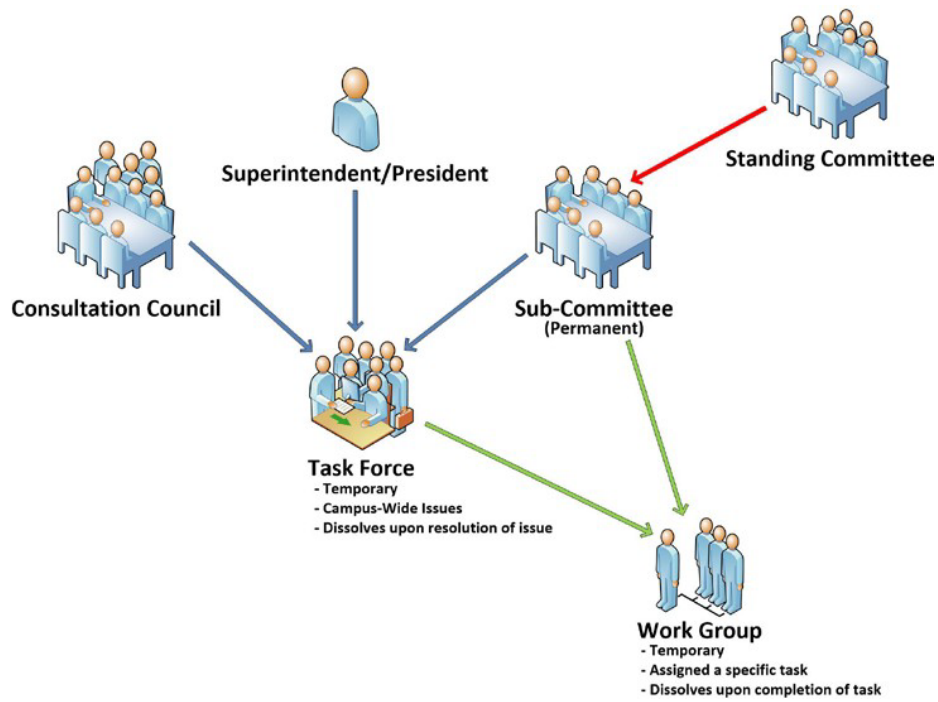 Standing Committee
Superintendent/President
Consultation Council
Sub-Committee
(Permanent)
Task Force
- Temporary
- Campus-Wide Issues
- Dissolves upon resolution of issue
Work Group
- Temporary
- Assigned a specific task
- Dissolves upon completion of task